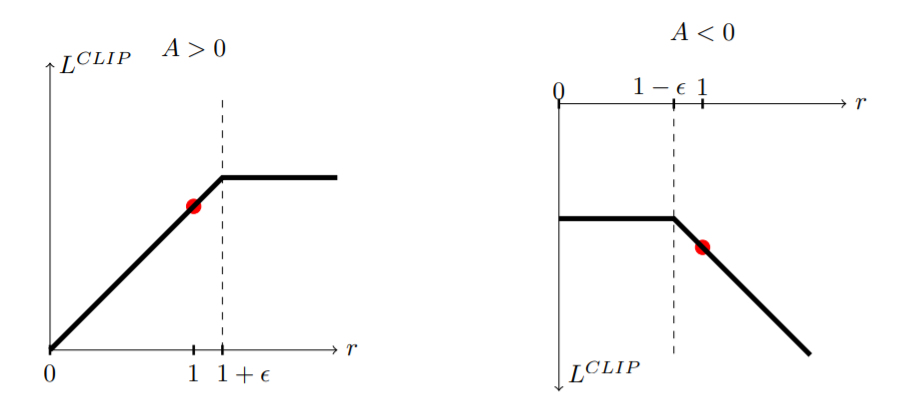 A > 0
L^{CLIP}
0
1
1 + ϵ
r
A < 0
0
1 − ϵ
1
r
L^{CLIP}